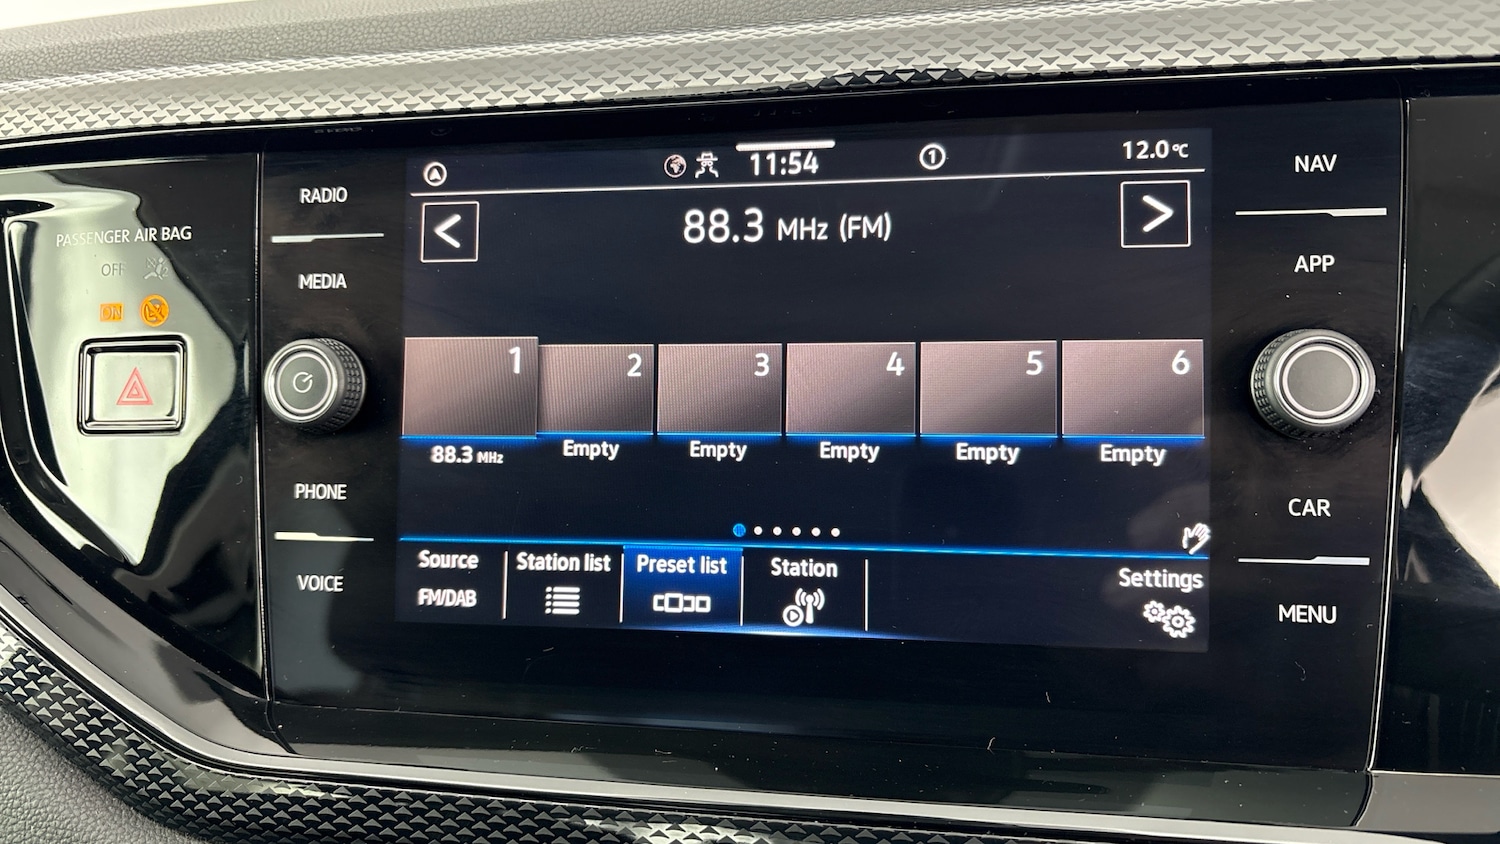 PASSENGER AIR BAG
OFF
ON
RADIO
MEDIA
PHONE
VOICE
11:54
1
12.0°C
88.3 MHz (FM)
1 2 3 4 5 6
88.3 MHz Empty Empty Empty Empty Empty
Source Station list Preset list Station Settings
FM/DAB
NAV
APP
CAR
MENU